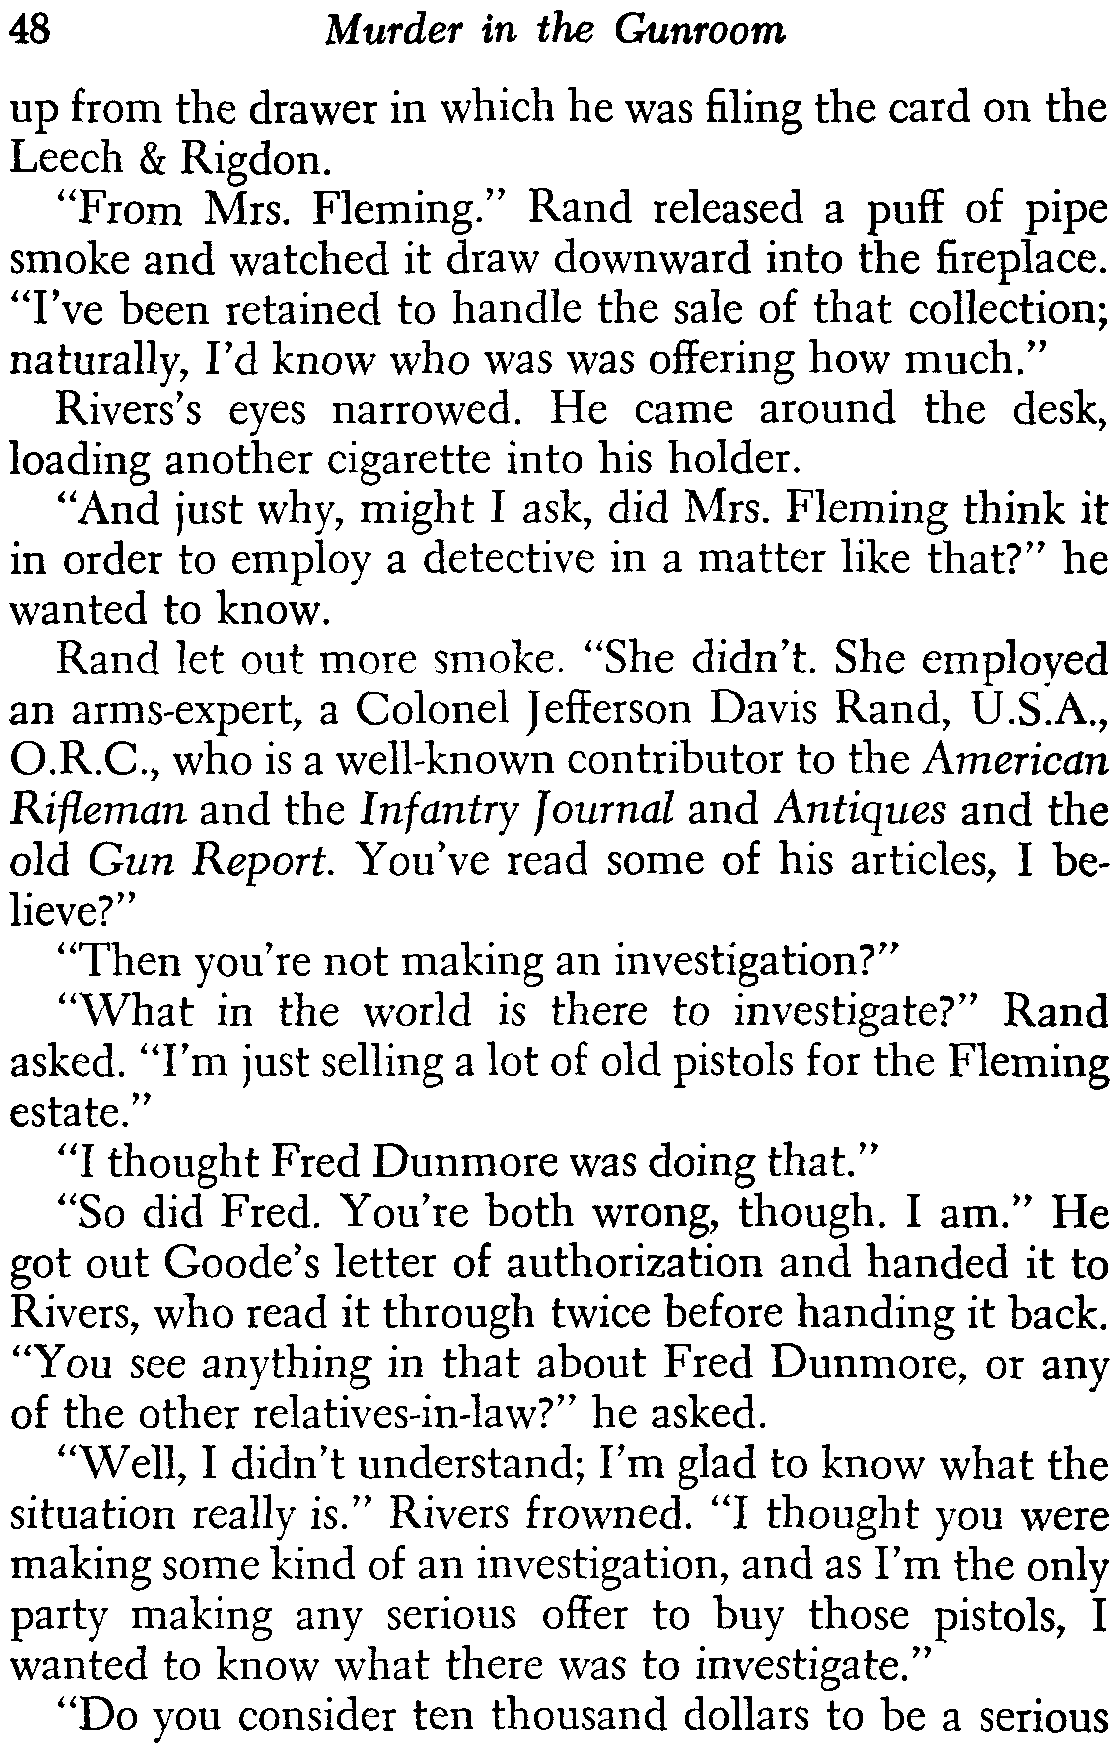 48 Murder in the Gunroom
up from the drawer in which he was filing the card on the
Leech & Rigdon.
"From Mrs. Fleming." Rand released a puff of pipe
smoke and watched it draw downward into the fireplace.
"I've been retained to handle the sale of that collection;
naturally, I'd know who was was offering how much."
Rivers's eyes narrowed. He came around the desk,
loading another cigarette into his holder.
"And just why, might I ask, did Mrs. Fleming think it
in order to employ a detective in a matter like that?" he
wanted to know.
Rand let out more smoke. "She didn't. She employed
an arms-expert, a Colonel Jefferson Davis Rand, U.S.A.,
O.R.C., who is a well-known contributor to the American
Rifleman and the Infantry Journal and Antiques and the
old Gun Report. You've read some of his articles, I be-
lieve?"
"Then you're not making an investigation?"
"What in the world is there to investigate?" Rand
asked. "I'm just selling a lot of old pistols for the Fleming
estate."
"I thought Fred Dunmore was doing that."
"So did Fred. You're both wrong, though. I am." He
got out Goode's letter of authorization and handed it to
Rivers, who read it through twice before handing it back.
"You see anything in that about Fred Dunmore, or any
of the other relatives-in-law?" he asked.
"Well, I didn't understand; I'm glad to know what the
situation really is." Rivers frowned. "I thought you were
making some kind of an investigation, and as I'm the only
party making any serious offer to buy those pistols, I
wanted to know what there was to investigate."
"Do you consider ten thousand dollars to be a serious